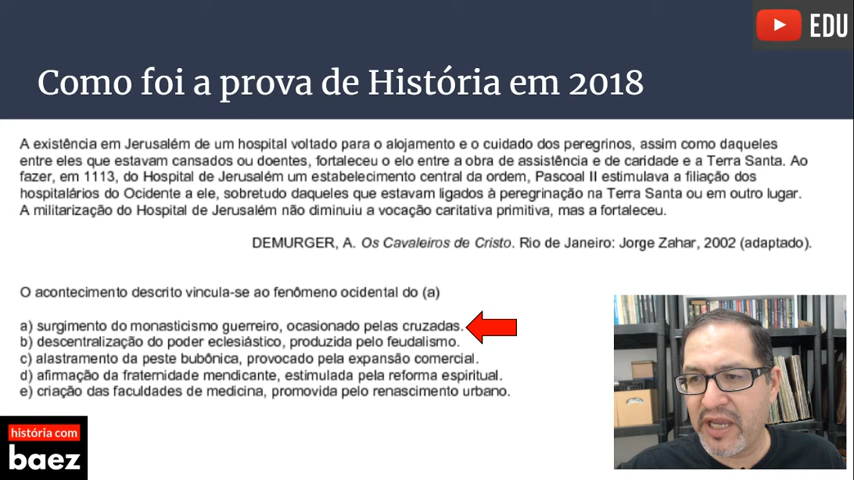 EDU
Como foi a prova de História em 2018
A existência em Jerusalém de um hospital voltado para o alojamento e o cuidado dos peregrinos, assim como daqueles
entre eles que estavam cansados ou doentes, fortaleceu o elo entre a obra de assistência e de caridade e a Terra Santa. Ao
fazer, em 1113, do Hospital de Jerusalém um estabelecimento central da ordem, Pascoal II estimulava a filiação dos
hospitalários do Ocidente a ele, sobretudo daqueles que estavam ligados à peregrinação na Terra Santa ou em outro lugar.
A militarização do Hospital de Jerusalém não diminuiu a vocação caritativa primitiva, mas a fortaleceu.
DEMURGER, A. Os Cavaleiros de Cristo. Rio de Janeiro: Jorge Zahar, 2002 (adaptado).
O acontecimento descrito vincula-se ao fenômeno ocidental do (a)
a) surgimento do monasticismo guerreiro, ocasionado pelas cruzadas.
b) descentralização do poder eclesiástico, produzida pelo feudalismo.
c) alastramento da peste bubônica, provocado pela expansão comercial.
d) afirmação da fraternidade mendicante, estimulada pela reforma espiritual.
e) criação das faculdades de medicina, promovida pelo renascimento urbano.
história com
baez